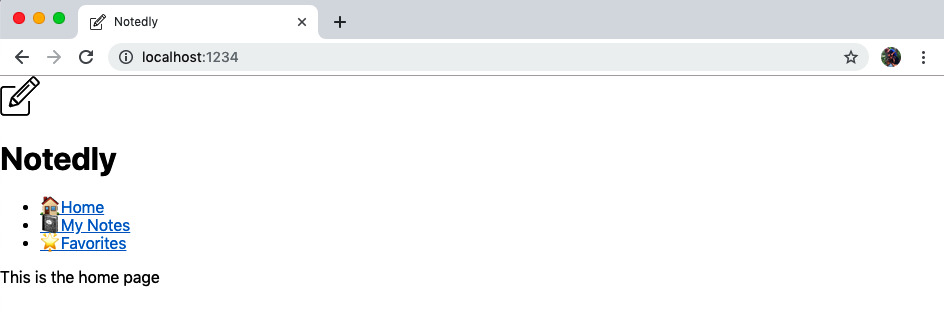 Notedly
localhost:1234
Notedly
🏠Home
📓My Notes
🌟Favorites
This is the home page